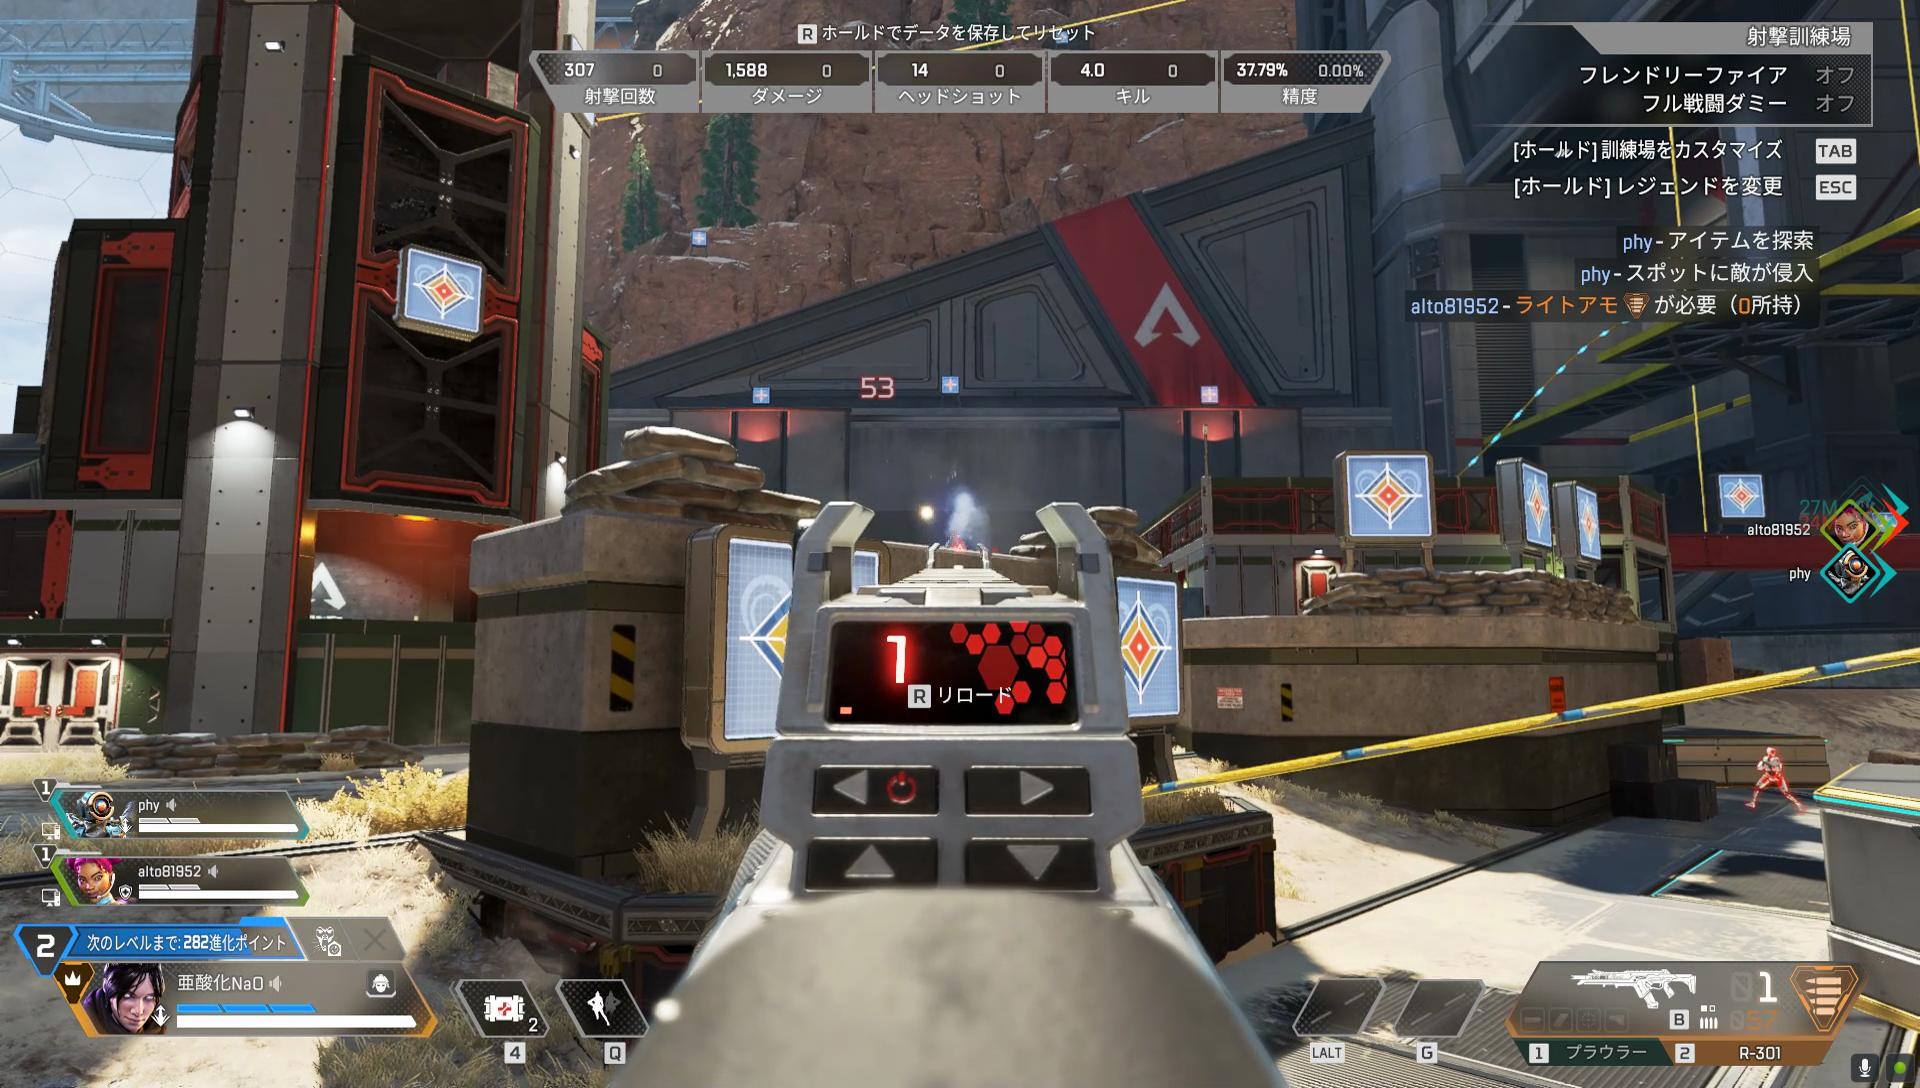 R ホールドでデータを保存してリセット
307 0
射撃回数
1,588 0
ダメージ
14 0
ヘッドショット
4.0 0
キル
37.79% 0.00%
精度
射撃訓練場
フレンドリーファイア オフ
フル戦闘ダミー オフ
[ホールド] 訓練場をカスタマイズ TAB
[ホールド] レジェンドを変更 ESC
phy - アイテムを探索
phy - スポットに敵が侵入
alto81952 - ライトアモ が必要（0所持）
53
alto81952
phy
1
R リロード
1
phy
1
alto81952
2
次のレベルまで: 282進化ポイント
亜酸化NaO
2
4
Q
LALT
G
01
B
057
1 プラウラー
2 R-301